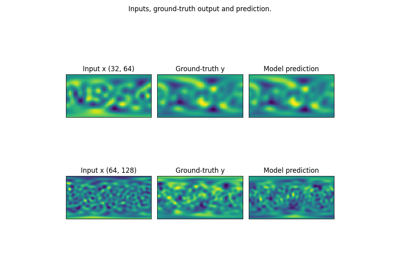 Inputs, ground-truth output and prediction.
Input x (32, 64) Ground-truth y Model prediction
Input x (64, 128) Ground-truth y Model prediction